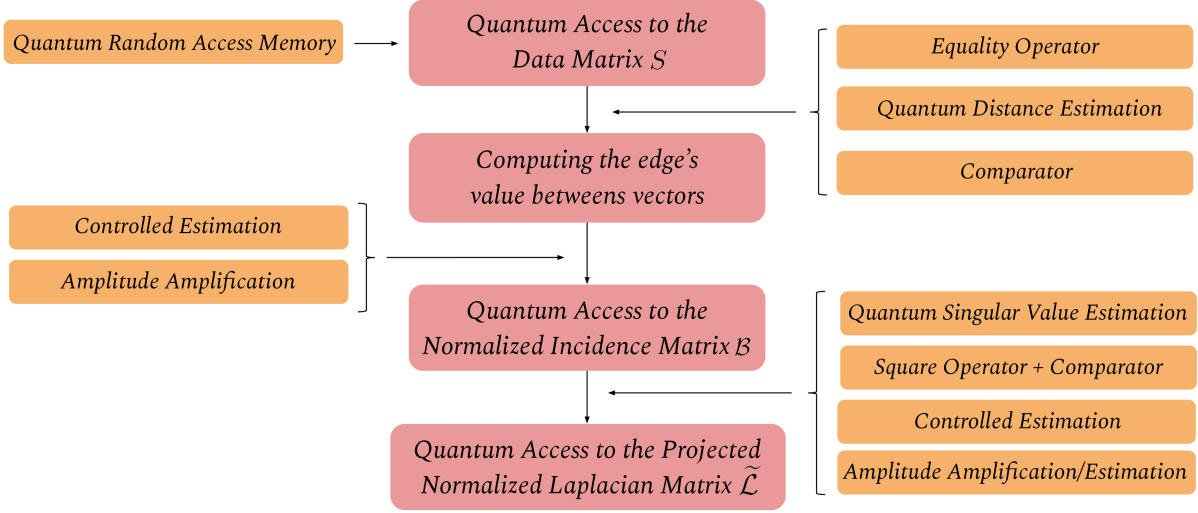 Quantum Random Access Memory
Quantum Access to the
Data Matrix S
Equality Operator
Quantum Distance Estimation
Comparator
Computing the edge’s
value betweens vectors
Controlled Estimation
Amplitude Amplification
Quantum Access to the
Normalized Incidence Matrix ℬ
Quantum Singular Value Estimation
Square Operator + Comparator
Controlled Estimation
Amplitude Amplification/Estimation
Quantum Access to the Projected
Normalized Laplacian Matrix ℒ̃